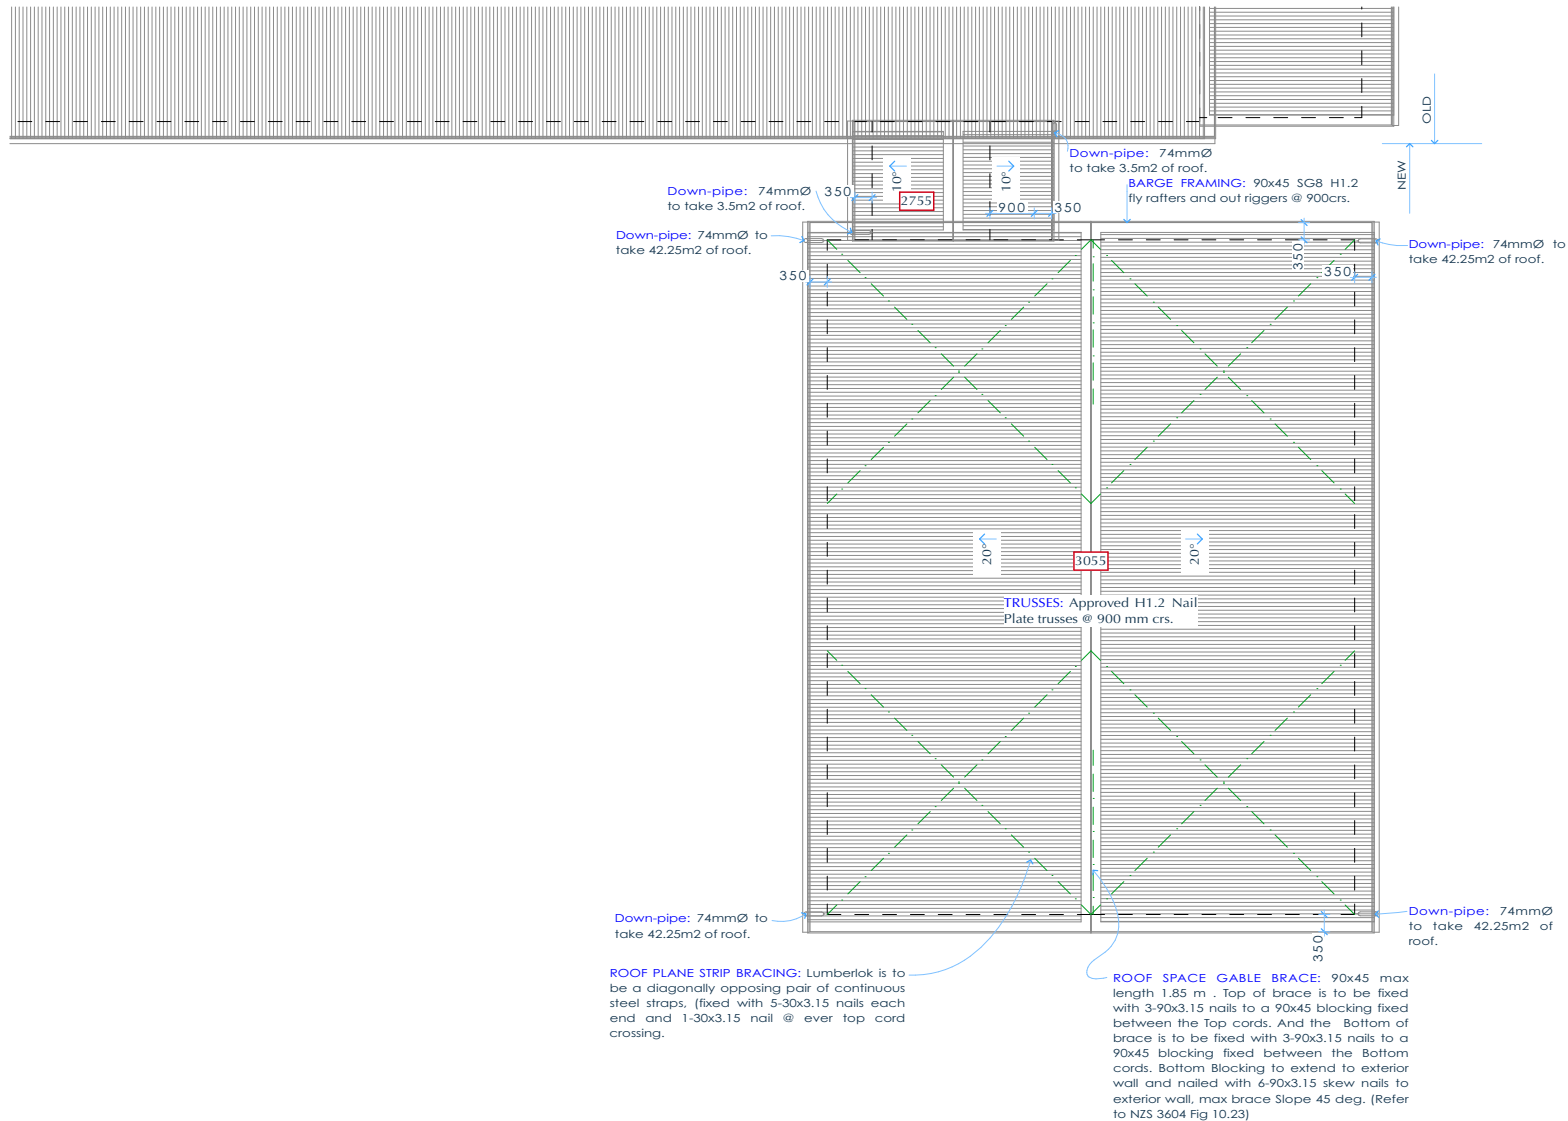 OLD
NEW
Down-pipe: 74mmØ
to take 3.5m2 of roof.
BARGE FRAMING: 90x45 SG8 H1.2
fly rafters and out riggers @ 900crs.
Down-pipe: 74mmØ
to take 3.5m2 of roof.
350
10°
2755
10°
900
350
Down-pipe: 74mmØ to
take 42.25m2 of roof.
350
350
350
Down-pipe: 74mmØ to
take 42.25m2 of roof.
20°
20°
3055
TRUSSES: Approved H1.2 Nail
Plate trusses @ 900 mm crs.
Down-pipe: 74mmØ to
take 42.25m2 of roof.
Down-pipe: 74mmØ
to take 42.25m2 of
roof.
350
ROOF PLANE STRIP BRACING: Lumberlok is to
be a diagonally opposing pair of continuous
steel straps, (fixed with 5-30x3.15 nails each
end and 1-30x3.15 nail @ ever top cord
crossing.
ROOF SPACE GABLE BRACE: 90x45 max
length 1.85 m . Top of brace is to be fixed
with 3-90x3.15 nails to a 90x45 blocking fixed
between the Top cords. And the Bottom of
brace is to be fixed with 3-90x3.15 nails to a
90x45 blocking fixed between the Bottom
cords. Bottom Blocking to extend to exterior
wall and nailed with 6-90x3.15 skew nails to
exterior wall, max brace Slope 45 deg. (Refer
to NZS 3604 Fig 10.23)